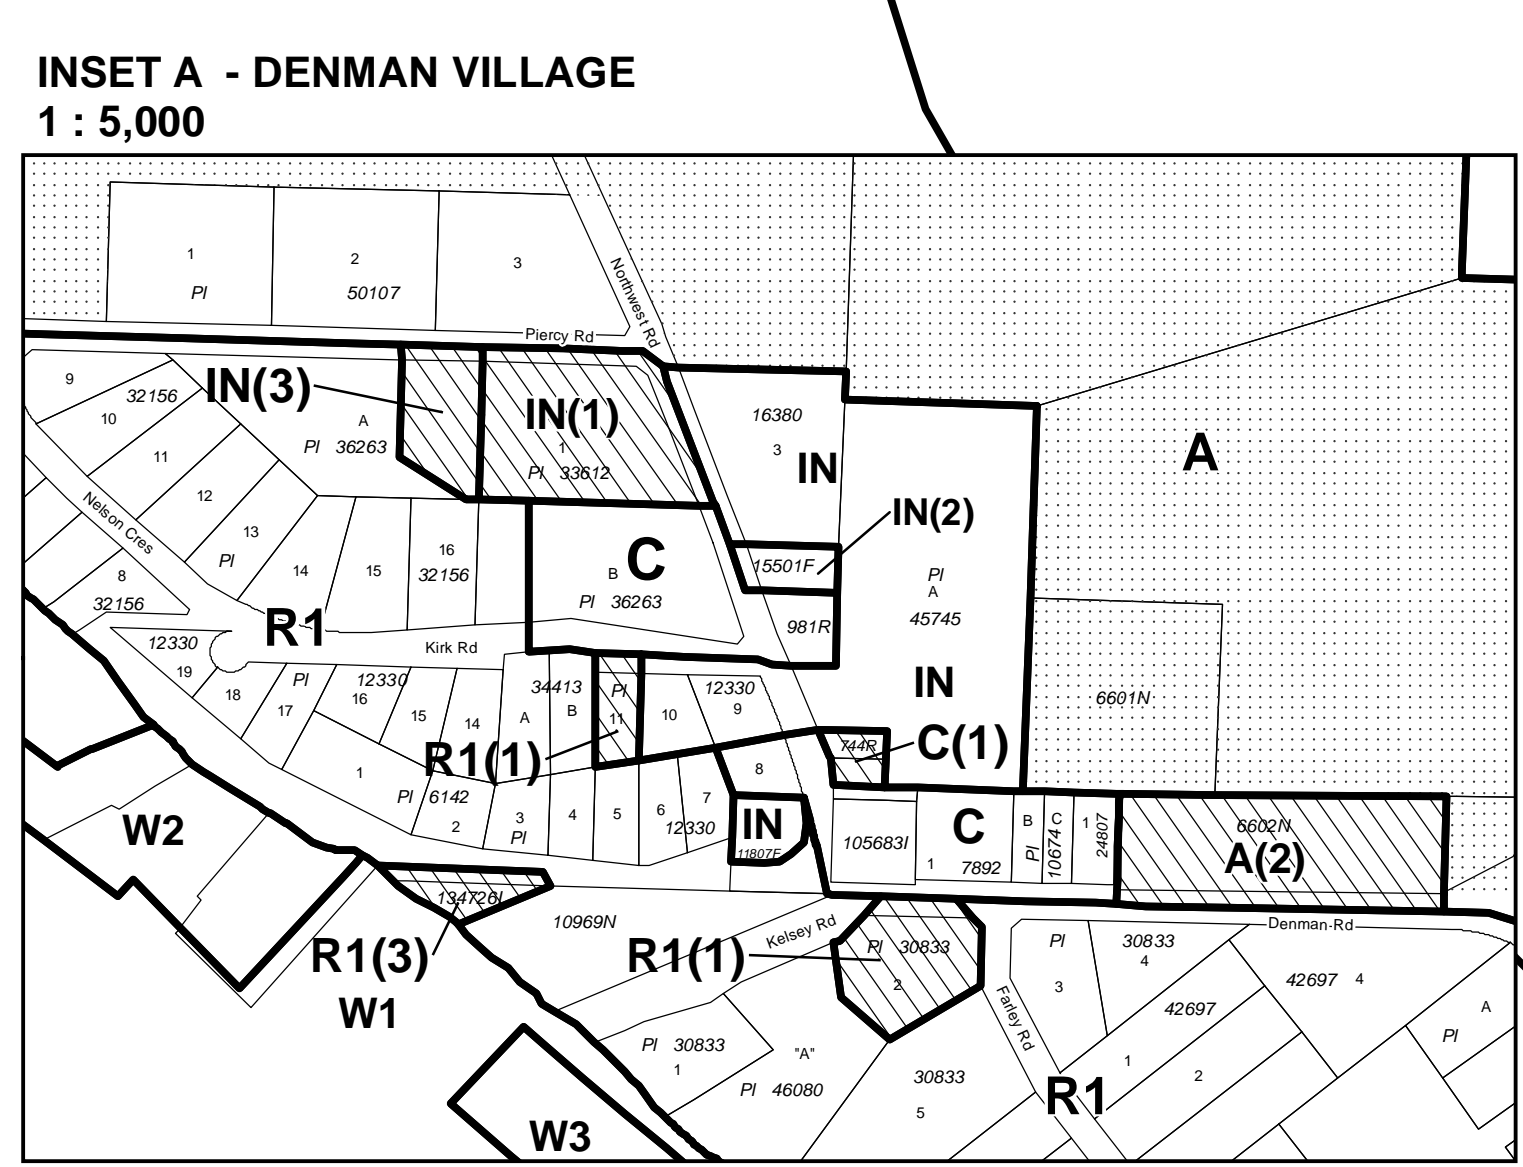 INSET A - DENMAN VILLAGE
1 : 5,000
1
Pl
2
50107
3
Northwest Rd
Piercy Rd
9
32156
10
IN(3)
A
Pl 36263
11
12
13
Pl
Nelson Cres
IN(1)
1
Pl 33612
16380
3
IN
IN(2)
A
14
15
16
32156
8
32156
C
B
Pl 36263
15501F
981R
Pl
A
45745
IN
6601N
R1
Kirk Rd
12330
19
18
Pl
17
12330
16
15
14
34413
A
B
Pl
11
10
12330
9
R1(1)
744R
C(1)
1
Pl 6142
2
3
Pl
4
5
6
7
12330
8
IN
11807F
105683I
C
1 7892
B
Pl
C
10674
1
24807
6602N
A(2)
W2
134726I
R1(3)
W1
10969N
R1(1)
Kelsey Rd
Pl 30833
2
Farley Rd
Denman Rd
Pl
3
30833
4
42697
42697 4
A
Pl
1
2
Pl 30833
1
"A"
Pl 46080
30833
5
R1
W3